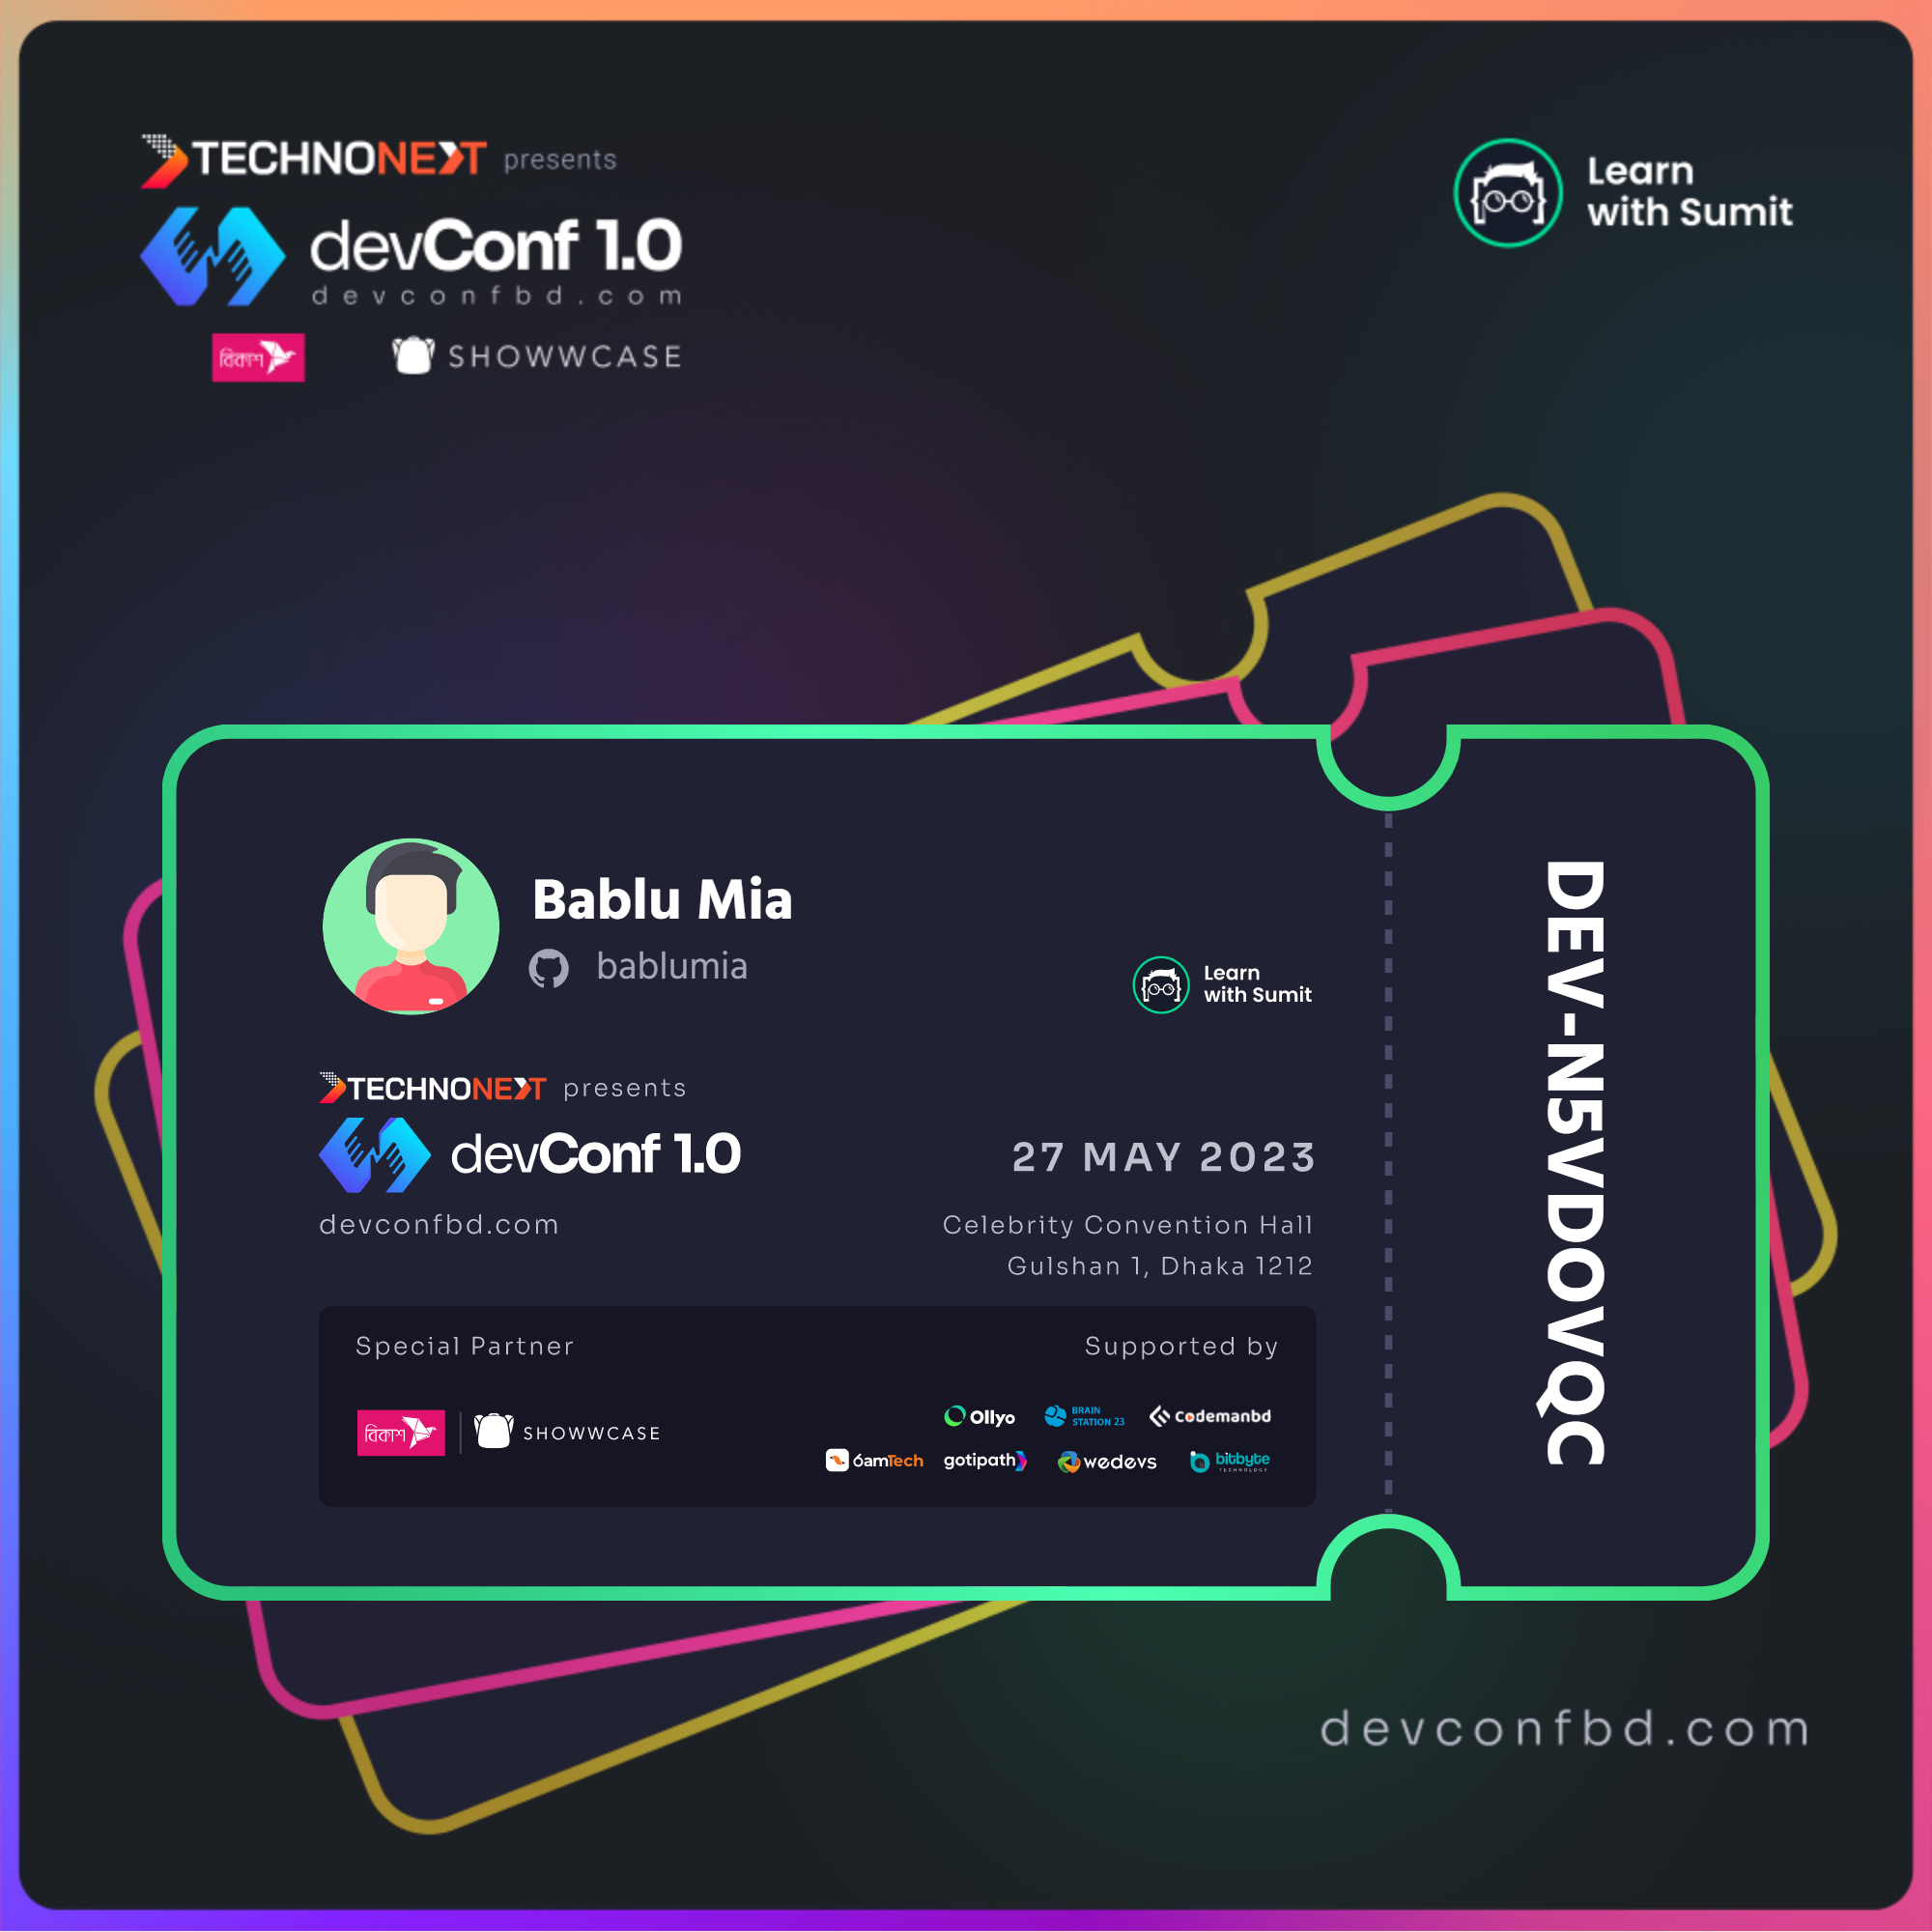 TECHNONEXT presents
devConf 1.0
devconfbd.com
বিকাশ SHOWWCASE
Learn
with Sumit
Bablu Mia
bablumia
Learn
with Sumit
TECHNONEXT presents
devConf 1.0
devconfbd.com
27 MAY 2023
Celebrity Convention Hall
Gulshan 1, Dhaka 1212
Special Partner
বিকাশ SHOWWCASE
Supported by
Ollyo BRAIN STATION 23 Codemanbd
6amTech gotipath wedevs bitbyte TECHNOLOGY
DEV-N5VDOVQC
devconfbd.com